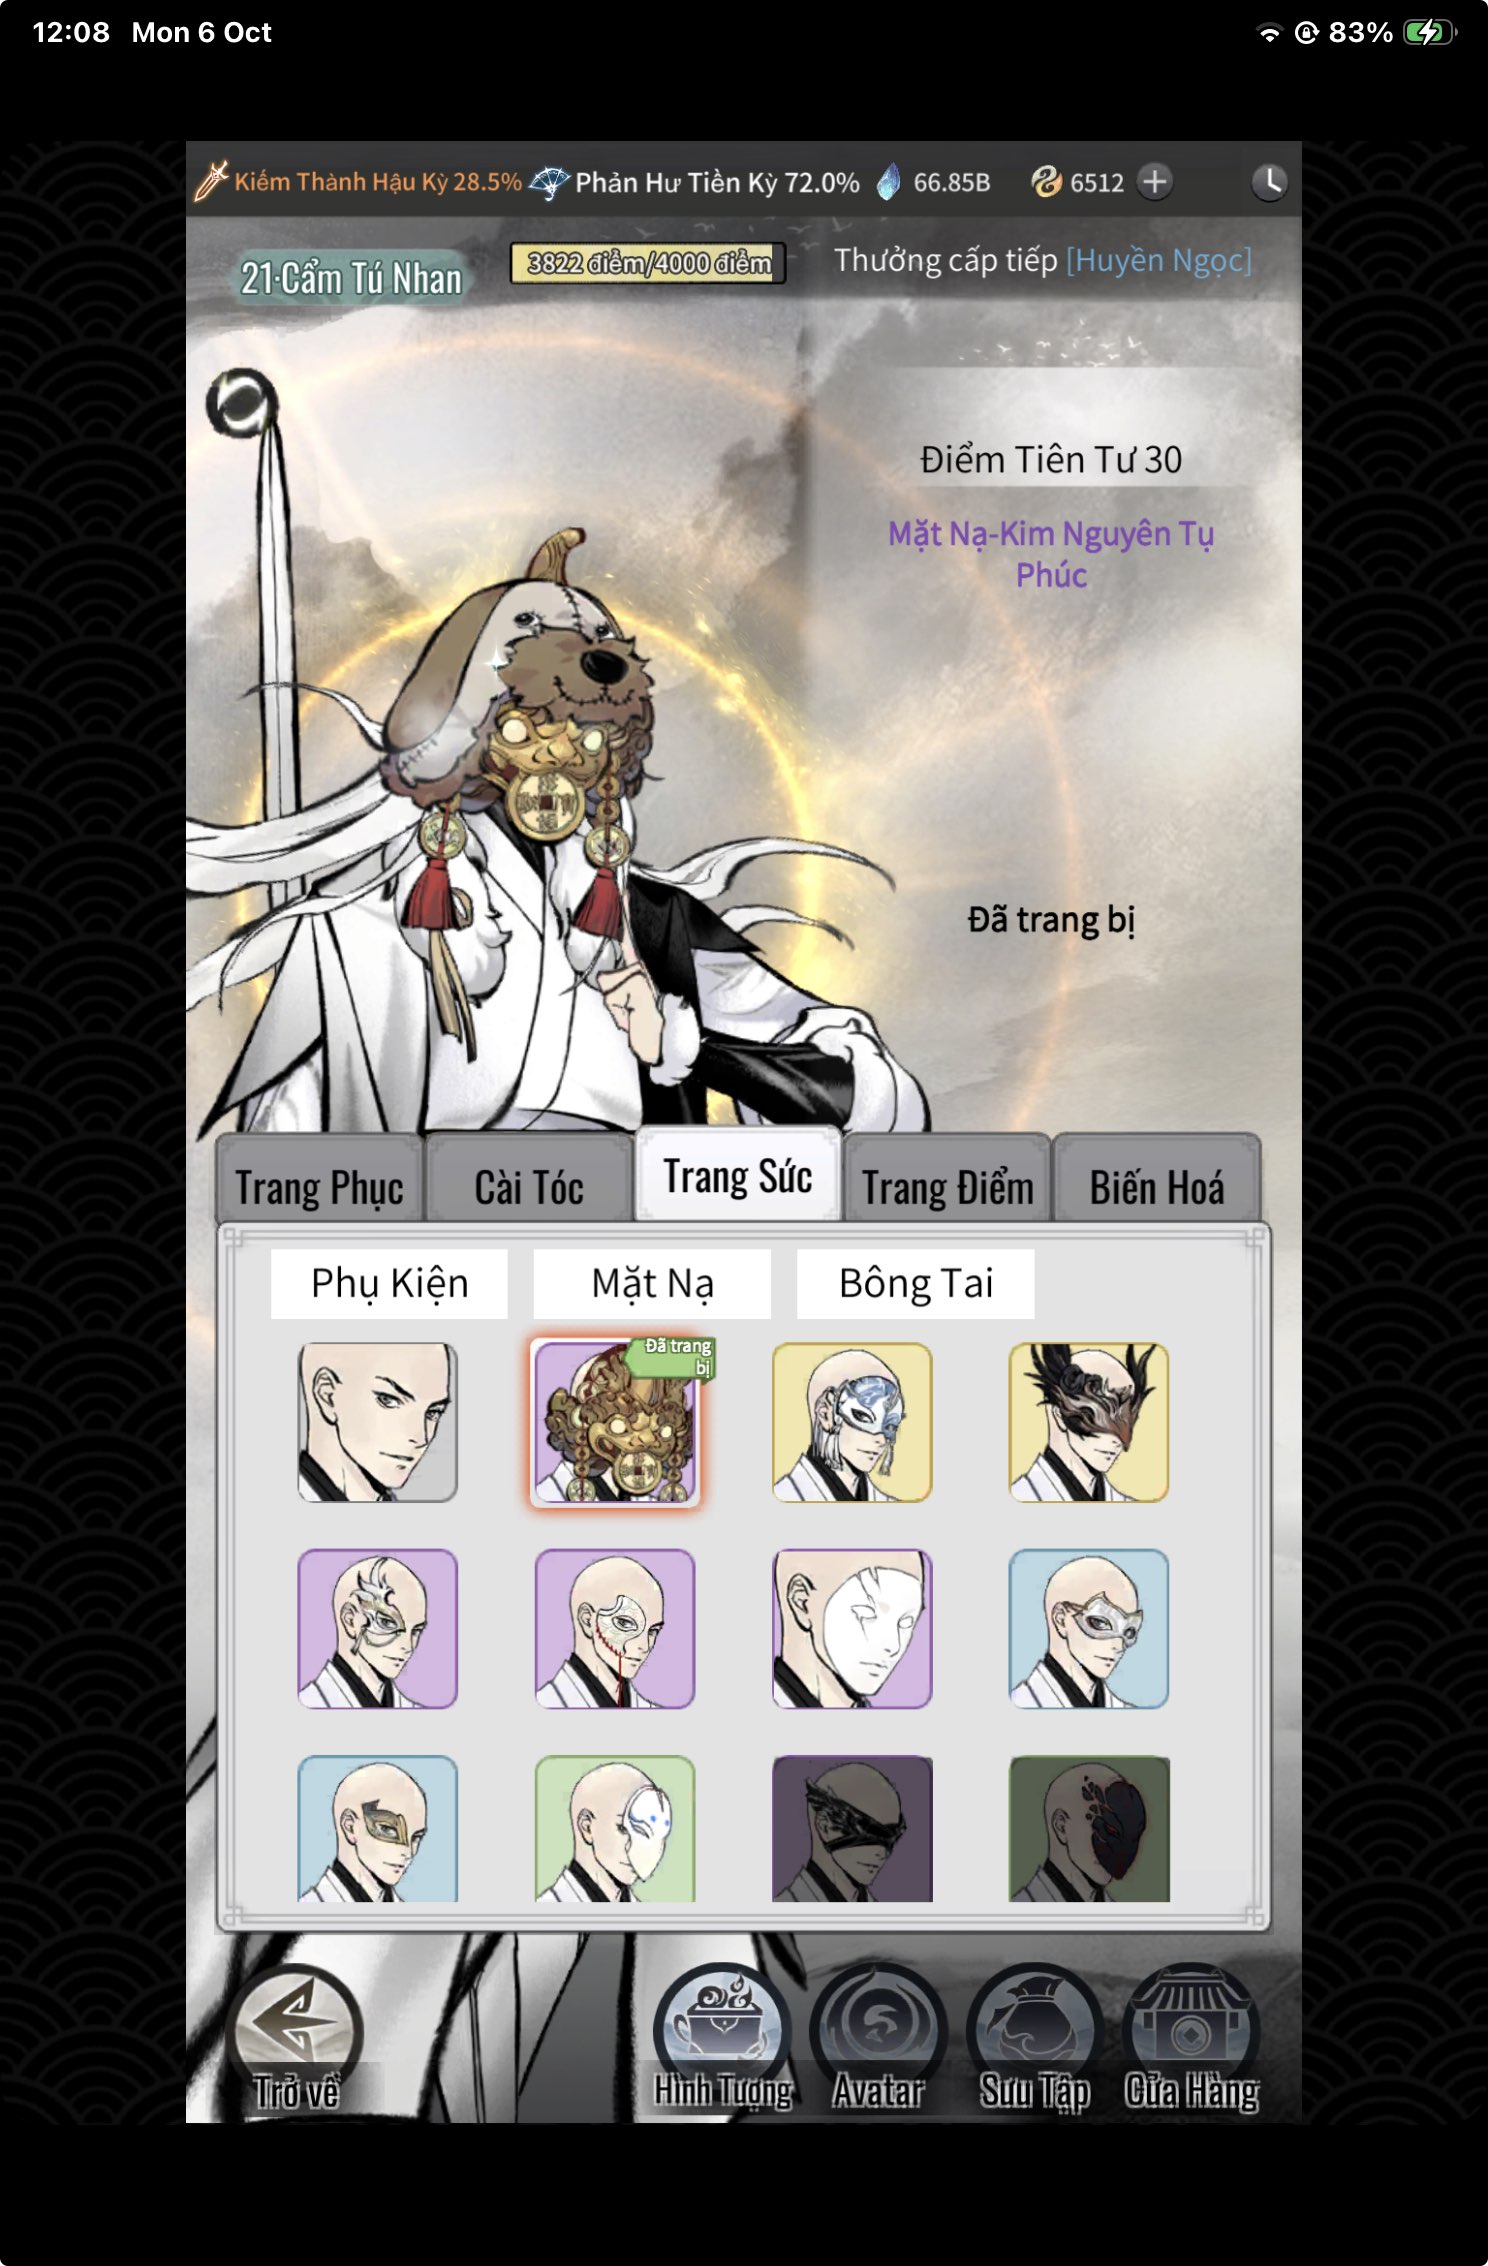 12:08 Mon 6 Oct 83%
Kiếm Thành Hậu Kỳ 28.5% Phản Hư Tiền Kỳ 72.0% 66.85B 6512
21·Cẩm Tú Nhan 3822 điểm/4000 điểm Thưởng cấp tiếp [Huyền Ngọc]
Điểm Tiên Tư 30
Mặt Nạ-Kim Nguyên Tụ
Phúc
Đã trang bị
Trang Phục Cài Tóc Trang Sức Trang Điểm Biến Hoá
Phụ Kiện Mặt Nạ Bông Tai
Đã trang
bị
Trở về Hình Tượng Avatar Sưu Tập Cửa Hàng